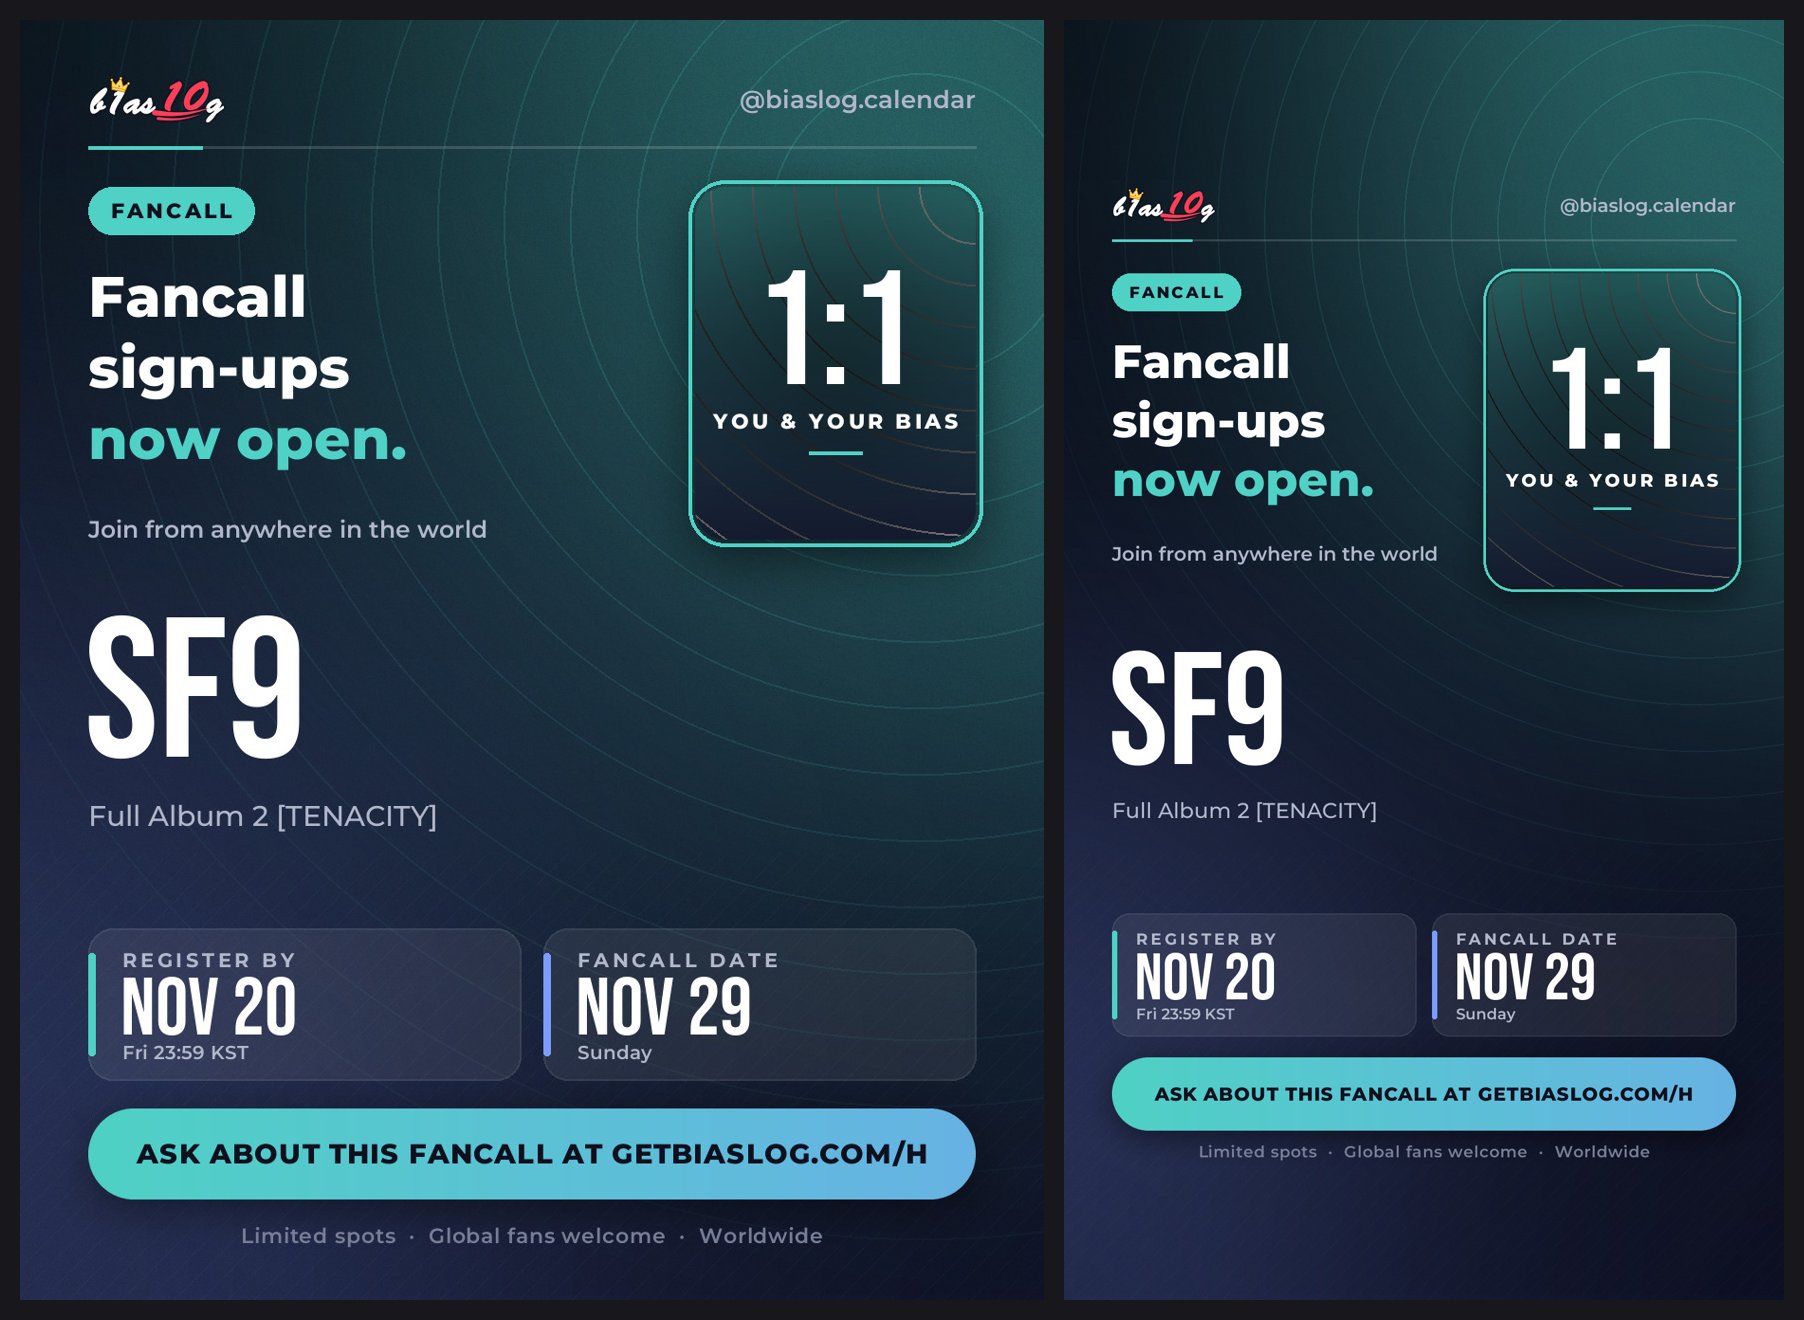 bias10g
@biaslog.calendar
FANCALL
Fancall
sign-ups
now open.
Join from anywhere in the world
1:1
YOU & YOUR BIAS
SF9
Full Album 2 [TENACITY]
REGISTER BY
NOV 20
Fri 23:59 KST
FANCALL DATE
NOV 29
Sunday
ASK ABOUT THIS FANCALL AT GETBIASLOG.COM/H
Limited spots · Global fans welcome · Worldwide
bias10g
@biaslog.calendar
FANCALL
Fancall
sign-ups
now open.
Join from anywhere in the world
1:1
YOU & YOUR BIAS
SF9
Full Album 2 [TENACITY]
REGISTER BY
NOV 20
Fri 23:59 KST
FANCALL DATE
NOV 29
Sunday
ASK ABOUT THIS FANCALL AT GETBIASLOG.COM/H
Limited spots · Global fans welcome · Worldwide